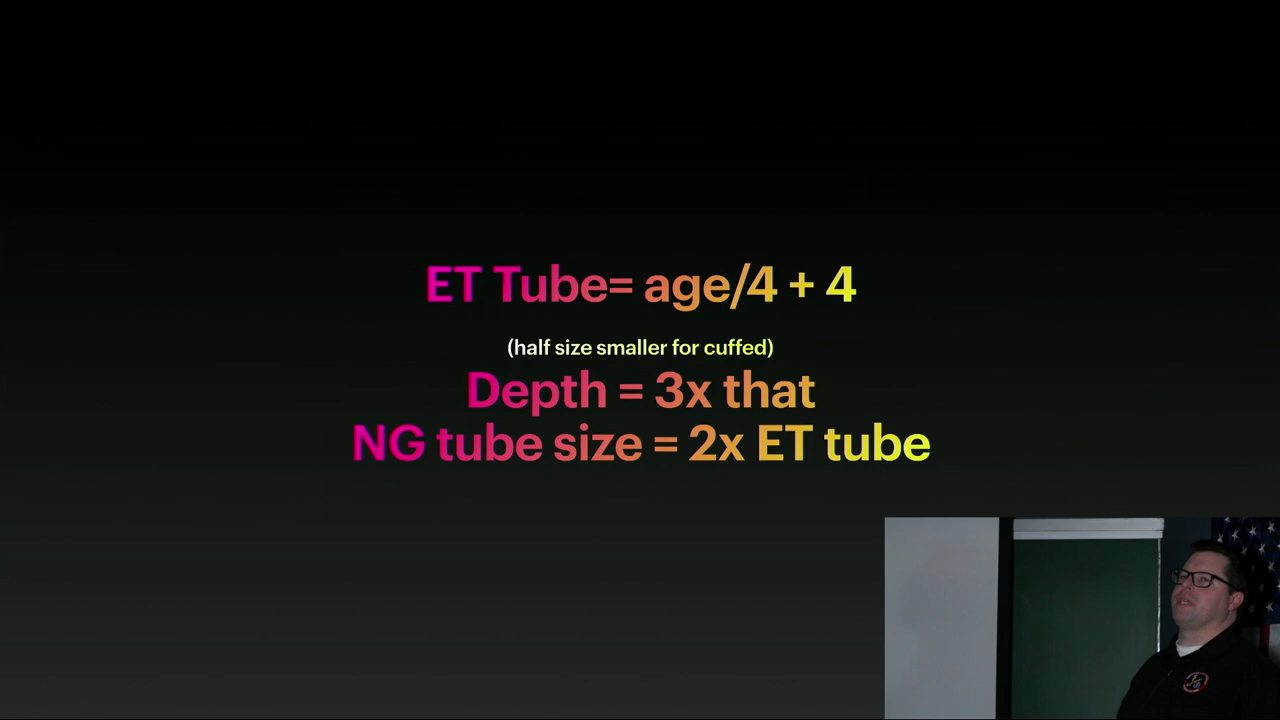 ET Tube= age/4 + 4
(half size smaller for cuffed)
Depth = 3x that
NG tube size = 2x ET tube